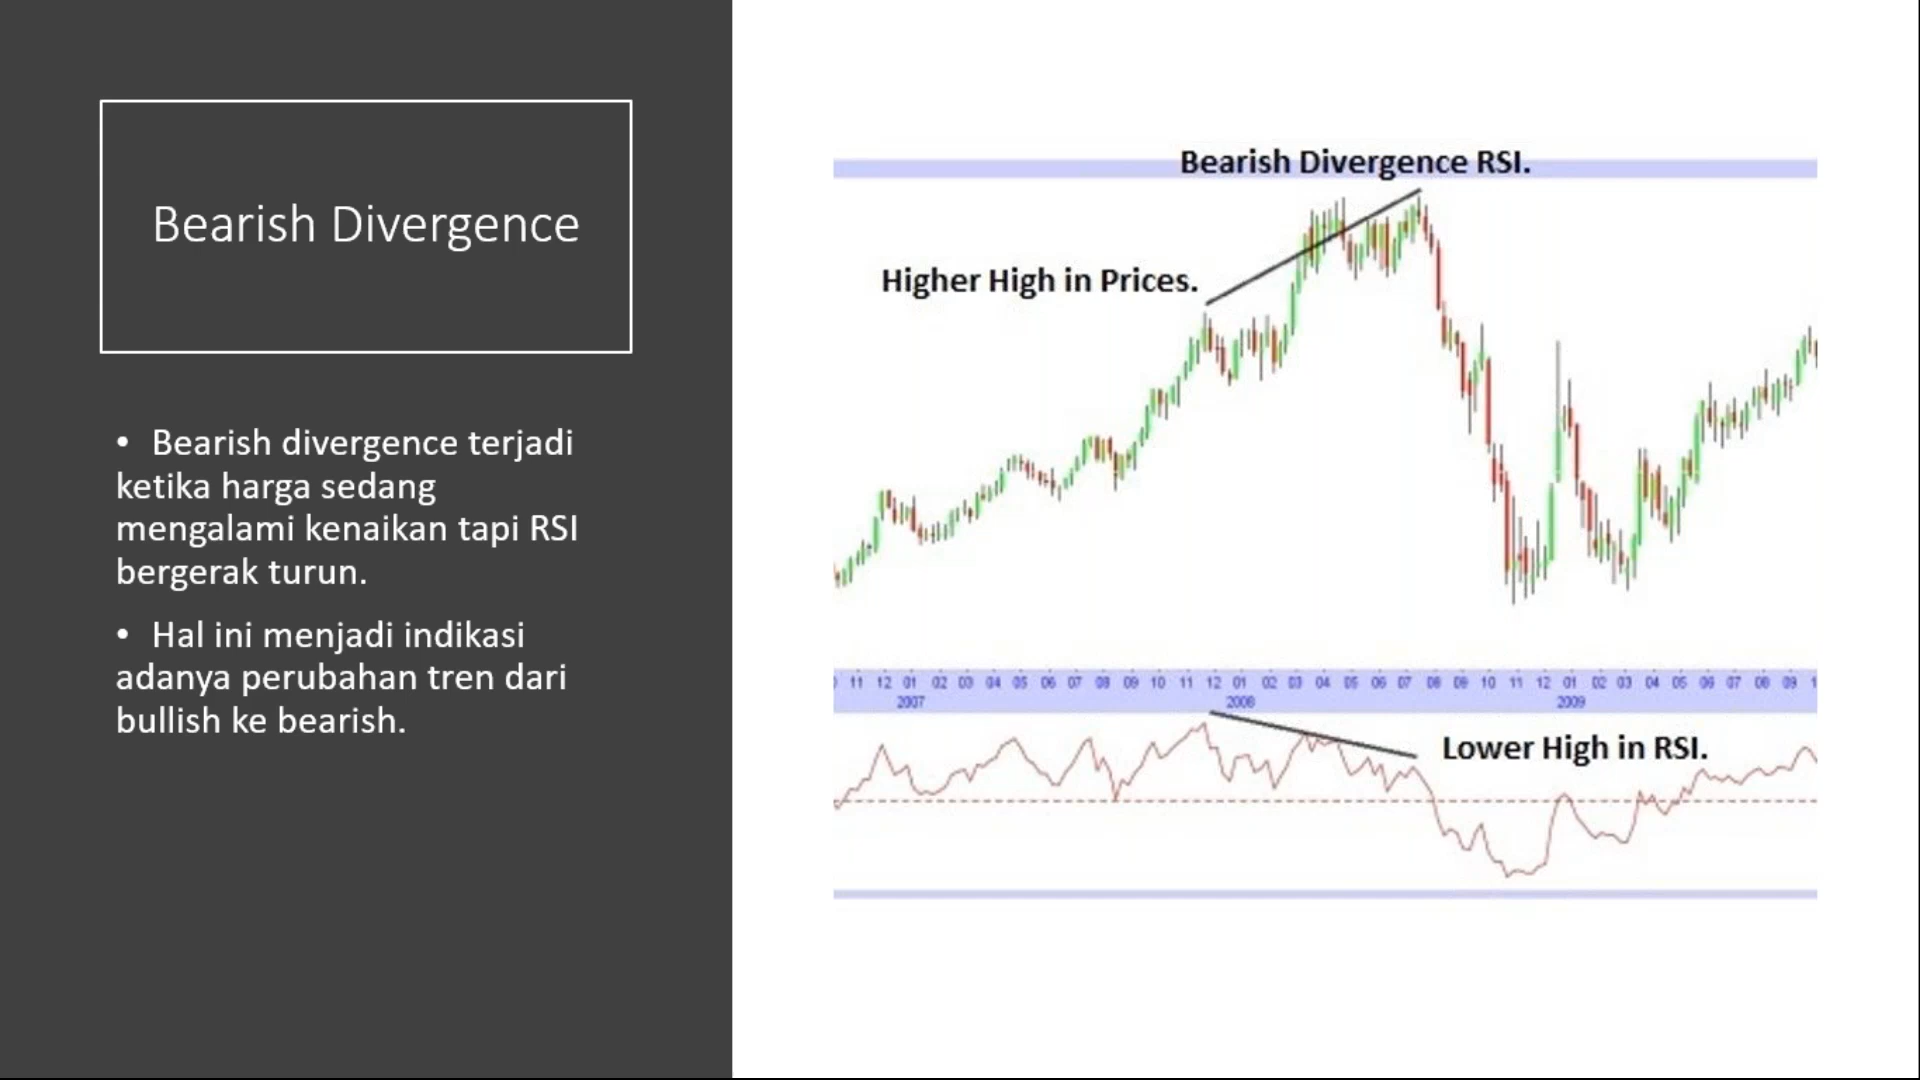 Bearish Divergence
• Bearish divergence terjadi
ketika harga sedang
mengalami kenaikan tapi RSI
bergerak turun.
• Hal ini menjadi indikasi
adanya perubahan tren dari
bullish ke bearish.
Bearish Divergence RSI.
Higher High in Prices.
11 12 01 02 03 04 05 06 07 08 09 10 11 12 01 02 03 04 05 06 07 08 09 10 11 12 01 02 03 04 05 06 07 08 09
2007 2008 2009
Lower High in RSI.